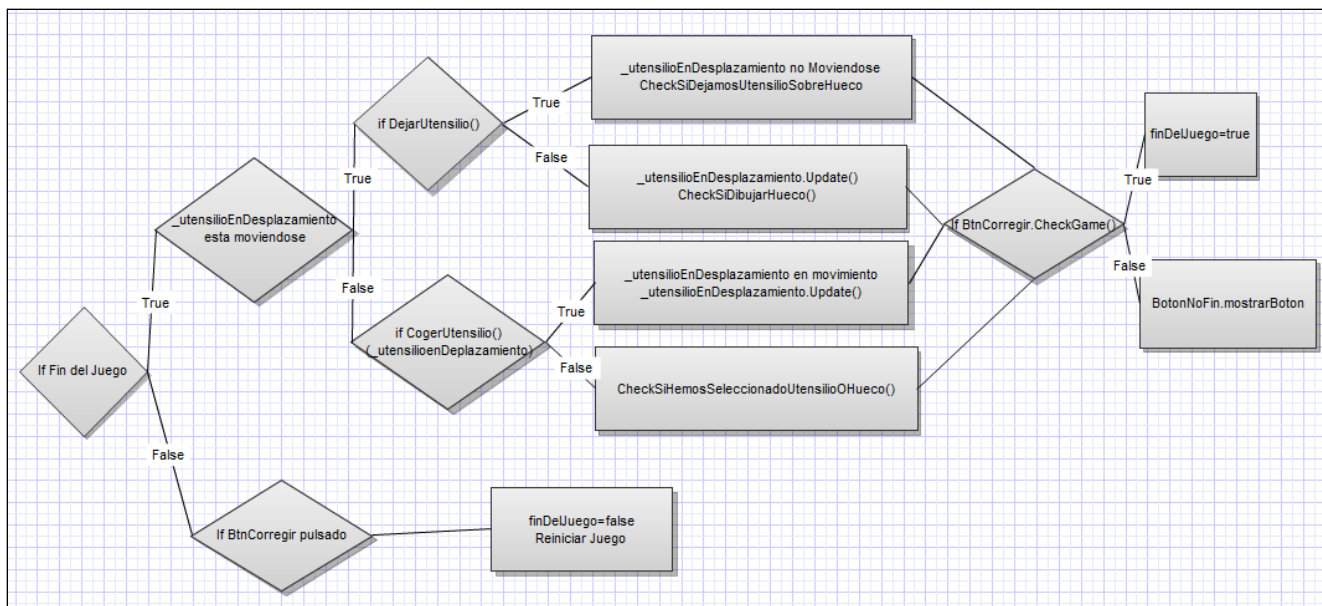 _utensilioEnDesplazamiento no Moviendose
CheckSiDejamosUtensilioSobreHueco
True
if DejarUtensilio()
finDelJuego=true
False
True
_utensilioEnDesplazamiento.Update()
CheckSiDibujarHueco()
True
_utensilioEnDesplazamiento
esta moviendose
If BtnCorregir.CheckGame()
False
_utensilioEnDesplazamiento en movimiento
_utensilioEnDesplazamiento.Update()
False
True
True
BotonNoFin.mostrarBoton
if CogerUtensilio()
(_utensilioenDeplazamiento)
False
If Fin del Juego
CheckSiHemosSeleccionadoUtensilioOHueco()
False
If BtnCorregir pulsado
finDelJuego=false
Reiniciar Juego